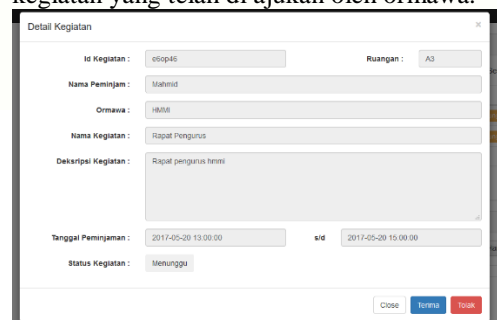 kegiatan yang telah di ajukan oleh ormawa.
Detail Kegiatan ×
Id Kegiatan : e6op46 Ruangan : A3
Nama Peminjam : Mahmid
Ormawa : HMMI
Nama Kegiatan : Rapat Pengurus
Deksripsi Kegiatan : Rapat pengurus hmmi
Tanggal Peminjaman : 2017-05-20 13:00:00 s/d 2017-05-20 15:00:00
Status Kegiatan : Menunggu
Close Terima Tolak